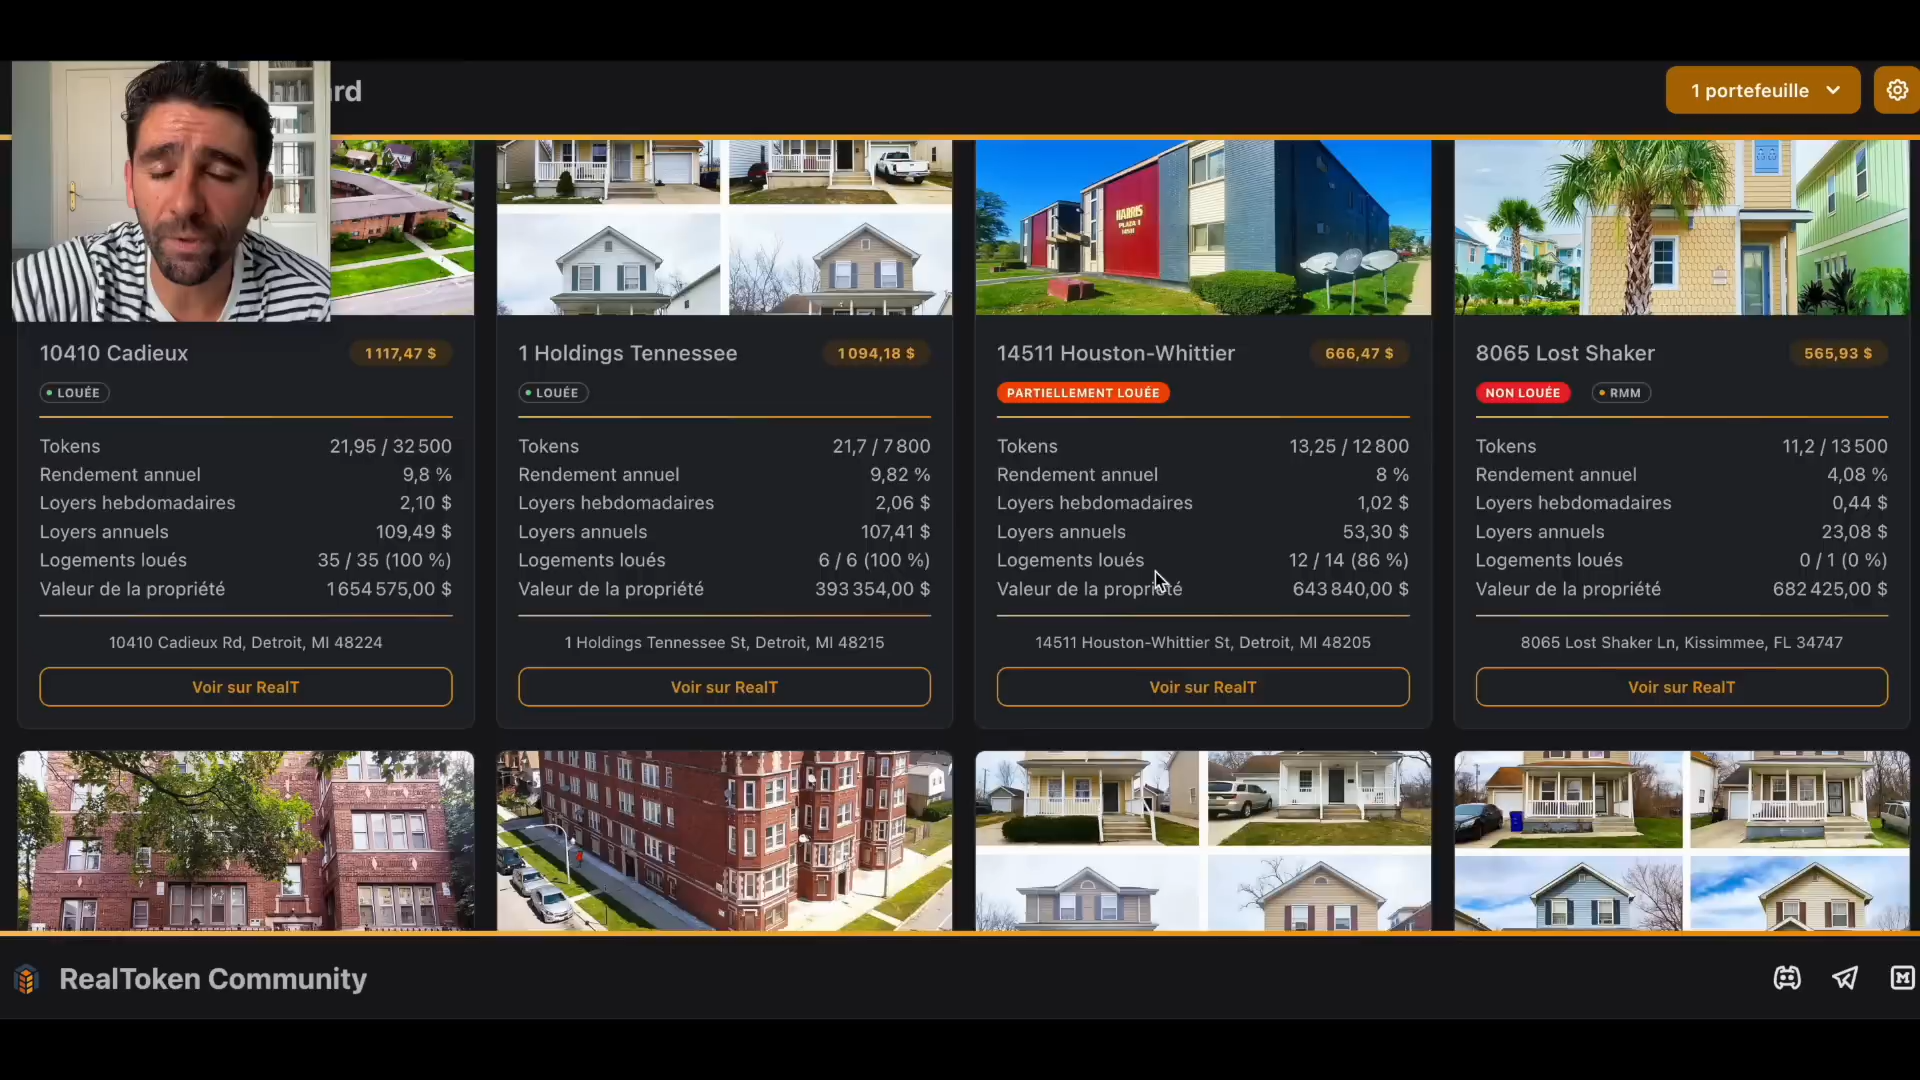 rd
1 portefeuille
HARRIS
PLAZA I
10410 Cadieux
1 117,47 $
LOUÉE
Tokens
21,95 / 32 500
Rendement annuel
9,8 %
Loyers hebdomadaires
2,10 $
Loyers annuels
109,49 $
Logements loués
35 / 35 (100 %)
Valeur de la propriété
1 654 575,00 $
10410 Cadieux Rd, Detroit, MI 48224
Voir sur RealT
1 Holdings Tennessee
1 094,18 $
LOUÉE
Tokens
21,7 / 7 800
Rendement annuel
9,82 %
Loyers hebdomadaires
2,06 $
Loyers annuels
107,41 $
Logements loués
6 / 6 (100 %)
Valeur de la propriété
393 354,00 $
1 Holdings Tennessee St, Detroit, MI 48215
Voir sur RealT
14511 Houston-Whittier
666,47 $
PARTIELLEMENT LOUÉE
Tokens
13,25 / 12 800
Rendement annuel
8 %
Loyers hebdomadaires
1,02 $
Loyers annuels
53,30 $
Logements loués
12 / 14 (86 %)
Valeur de la propriété
643 840,00 $
14511 Houston-Whittier St, Detroit, MI 48205
Voir sur RealT
8065 Lost Shaker
565,93 $
NON LOUÉE
RMM
Tokens
11,2 / 13 500
Rendement annuel
4,08 %
Loyers hebdomadaires
0,44 $
Loyers annuels
23,08 $
Logements loués
0 / 1 (0 %)
Valeur de la propriété
682 425,00 $
8065 Lost Shaker Ln, Kissimmee, FL 34747
Voir sur RealT
RealToken Community